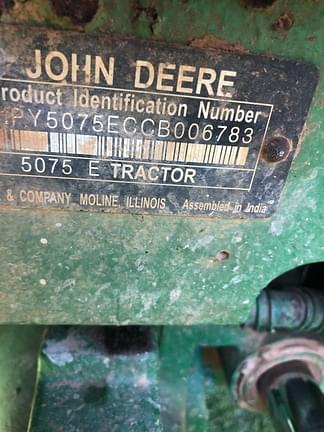 JOHN DEERE
Product Identification Number
PY5075ECCB006783
5075 E TRACTOR
& COMPANY MOLINE, ILLINOIS Assembled in India